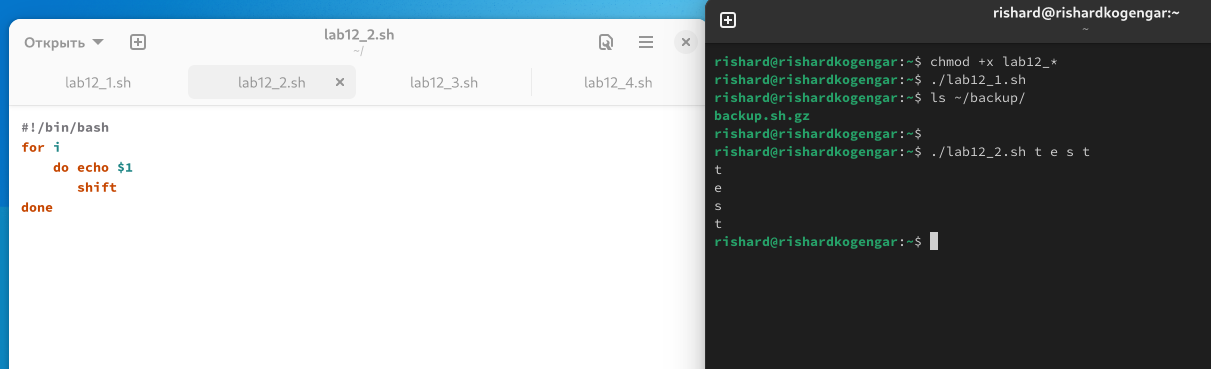 Открыть
lab12_2.sh
~/
lab12_1.sh
lab12_2.sh
lab12_3.sh
lab12_4.sh
#!/bin/bash
for i
    do echo $1
       shift
done
rishard@rishardkogengar:~
~
rishard@rishardkogengar:~$ chmod +x lab12_*
rishard@rishardkogengar:~$ ./lab12_1.sh
rishard@rishardkogengar:~$ ls ~/backup/
backup.sh.gz
rishard@rishardkogengar:~$
rishard@rishardkogengar:~$ ./lab12_2.sh t e s t
t
e
s
t
rishard@rishardkogengar:~$